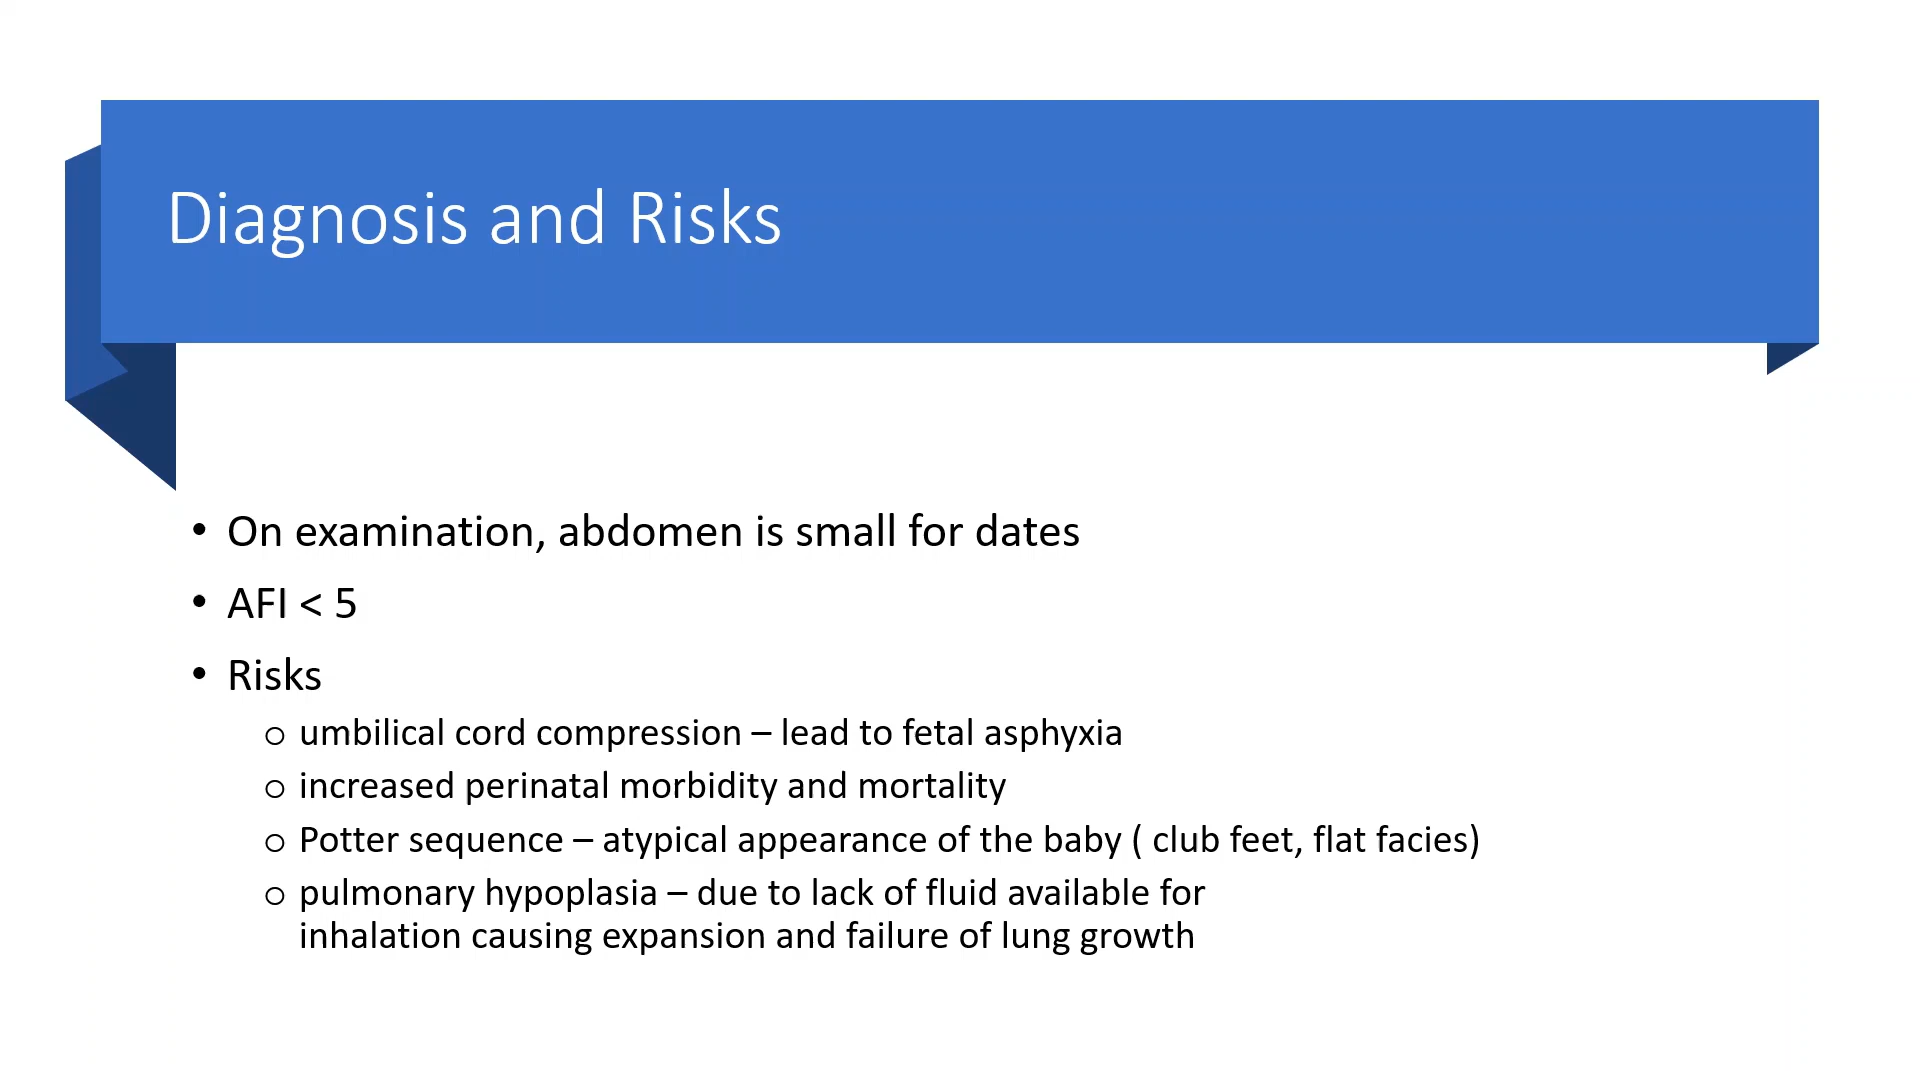 Diagnosis and Risks
• On examination, abdomen is small for dates
• AFI < 5
• Risks
o umbilical cord compression – lead to fetal asphyxia
o increased perinatal morbidity and mortality
o Potter sequence – atypical appearance of the baby ( club feet, flat facies)
o pulmonary hypoplasia – due to lack of fluid available for
inhalation causing expansion and failure of lung growth